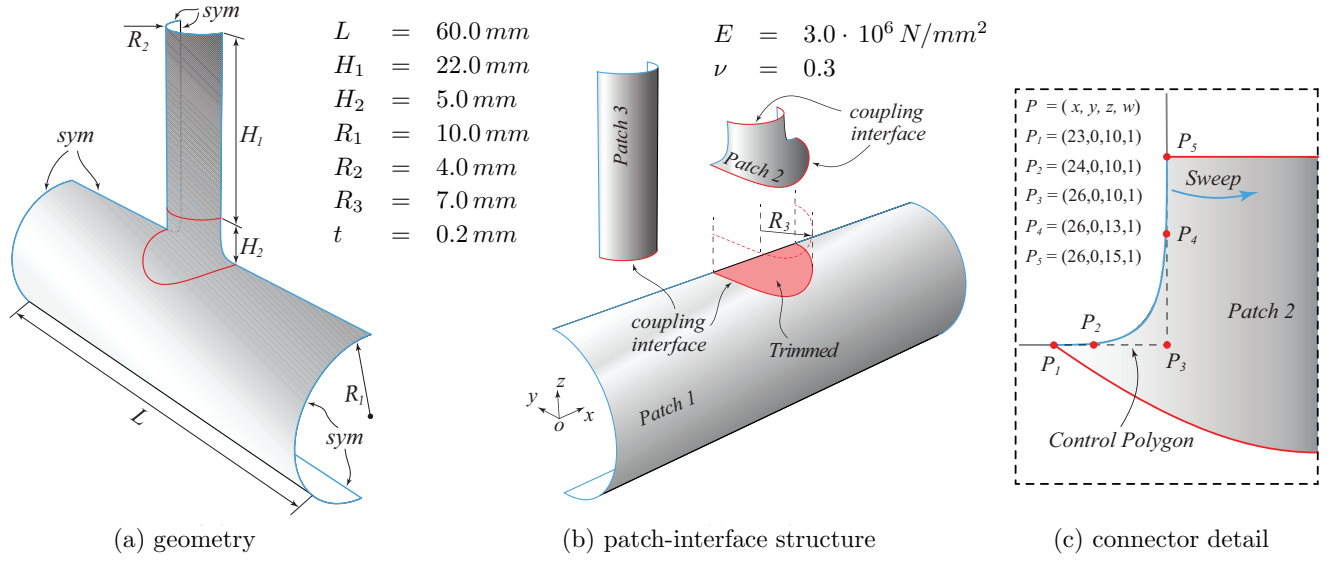 sym
R₂
H₁
sym
H₂
R₁
sym
L
L = 60.0 mm
H₁ = 22.0 mm
H₂ = 5.0 mm
R₁ = 10.0 mm
R₂ = 4.0 mm
R₃ = 7.0 mm
t = 0.2 mm
E = 3.0 · 10⁶ N/mm²
ν = 0.3
Patch 3
coupling
interface
Patch 2
R₃
coupling
interface
Trimmed
Patch 1
z
y
x
o
P = ( x, y, z, w)
P₁ = (23,0,10,1)
P₂ = (24,0,10,1)
P₃ = (26,0,10,1)
P₄ = (26,0,13,1)
P₅ = (26,0,15,1)
P₅
Sweep
P₄
Patch 2
P₂
P₁
P₃
Control Polygon
(a) geometry
(b) patch-interface structure
(c) connector detail